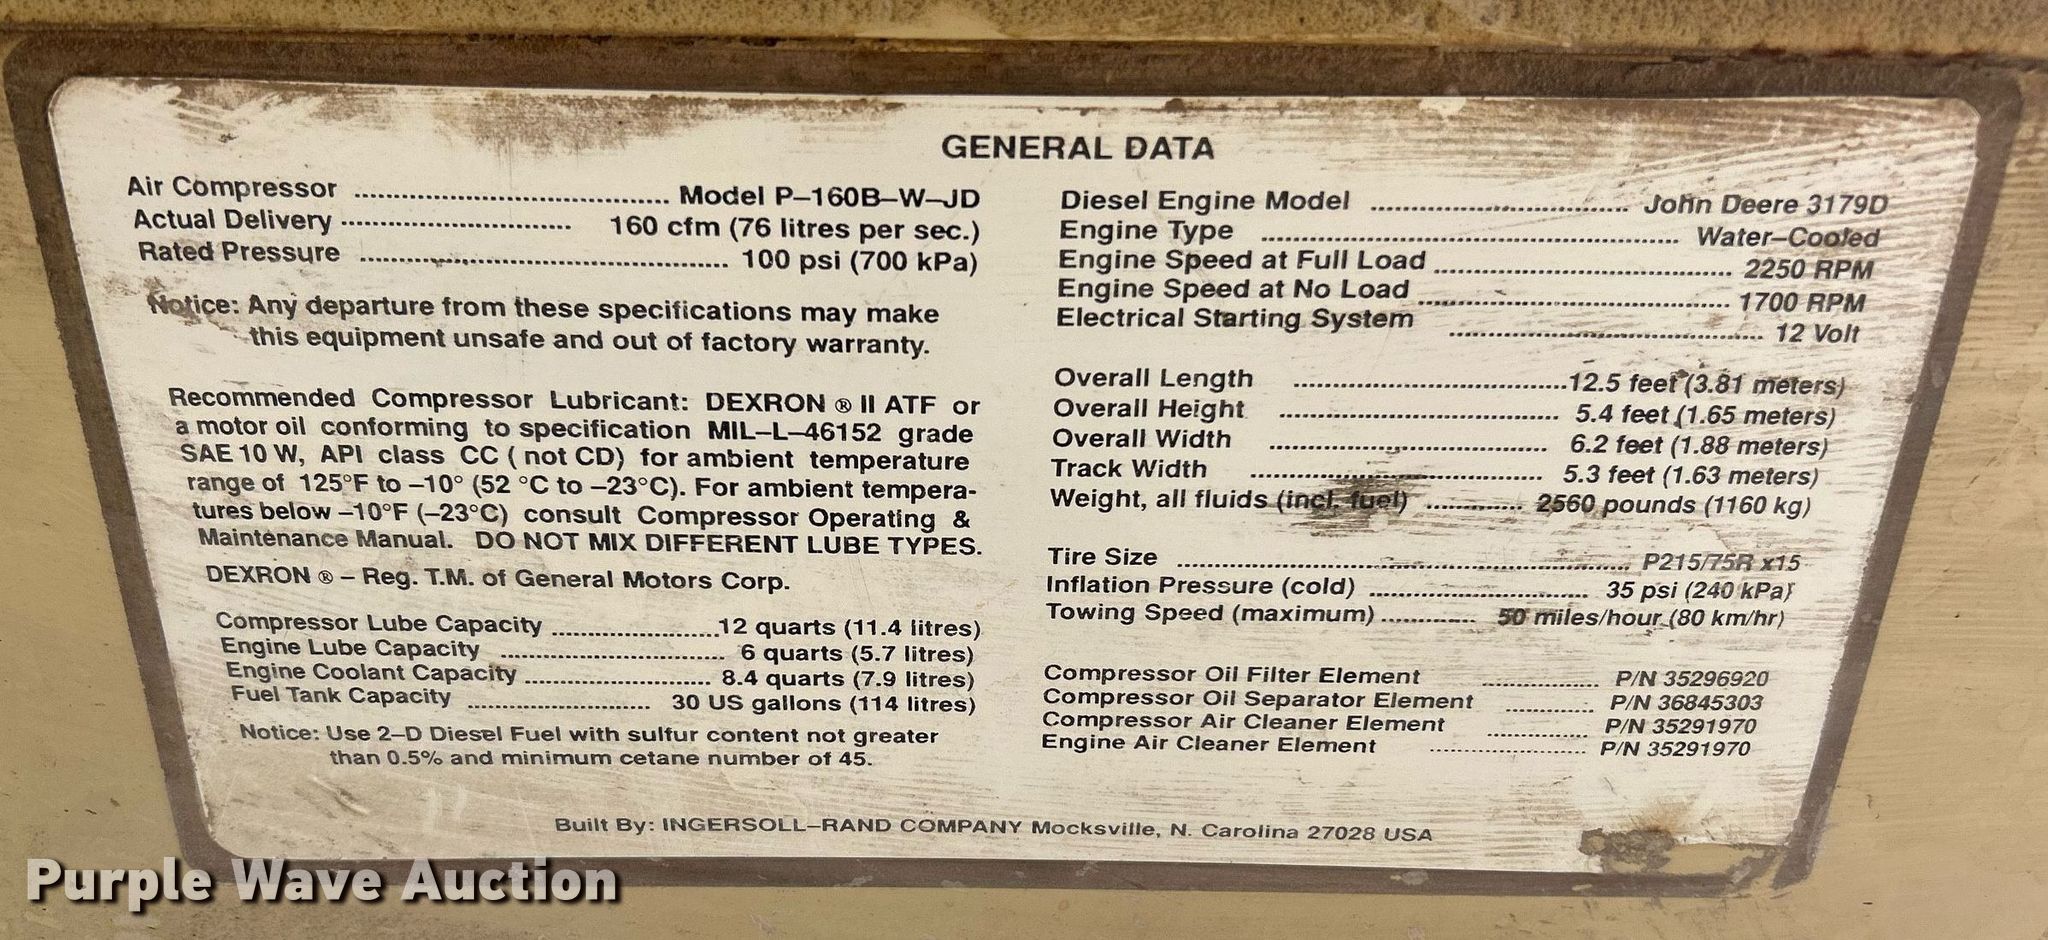 GENERAL DATA
Air Compressor ........ Model P–160B–W–JD
Actual Delivery ........ 160 cfm (76 litres per sec.)
Rated Pressure ........ 100 psi (700 kPa)
Notice: Any departure from these specifications may make
this equipment unsafe and out of factory warranty.
Recommended Compressor Lubricant: DEXRON ® II ATF or
a motor oil conforming to specification MIL–L–46152 grade
SAE 10 W, API class CC ( not CD) for ambient temperature
range of 125°F to –10° (52 °C to –23°C). For ambient tempera-
tures below –10°F (–23°C) consult Compressor Operating &
Maintenance Manual. DO NOT MIX DIFFERENT LUBE TYPES.
DEXRON ® – Reg. T.M. of General Motors Corp.
Compressor Lube Capacity ........ 12 quarts (11.4 litres)
Engine Lube Capacity ........ 6 quarts (5.7 litres)
Engine Coolant Capacity ........ 8.4 quarts (7.9 litres)
Fuel Tank Capacity ........ 30 US gallons (114 litres)
Notice: Use 2–D Diesel Fuel with sulfur content not greater
than 0.5% and minimum cetane number of 45.
Diesel Engine Model ........ John Deere 3179D
Engine Type ........ Water–Cooled
Engine Speed at Full Load ........ 2250 RPM
Engine Speed at No Load ........ 1700 RPM
Electrical Starting System ........ 12 Volt
Overall Length ........ 12.5 feet (3.81 meters)
Overall Height ........ 5.4 feet (1.65 meters)
Overall Width ........ 6.2 feet (1.88 meters)
Track Width ........ 5.3 feet (1.63 meters)
Weight, all fluids (incl. fuel) ........ 2560 pounds (1160 kg)
Tire Size ........ P215/75R x15
Inflation Pressure (cold) ........ 35 psi (240 kPa)
Towing Speed (maximum) ........ 50 miles/hour (80 km/hr)
Compressor Oil Filter Element ........ P/N 35296920
Compressor Oil Separator Element ........ P/N 36845303
Compressor Air Cleaner Element ........ P/N 35291970
Engine Air Cleaner Element ........ P/N 35291970
Built By: INGERSOLL–RAND COMPANY Mocksville, N. Carolina 27028 USA
Purple Wave Auction